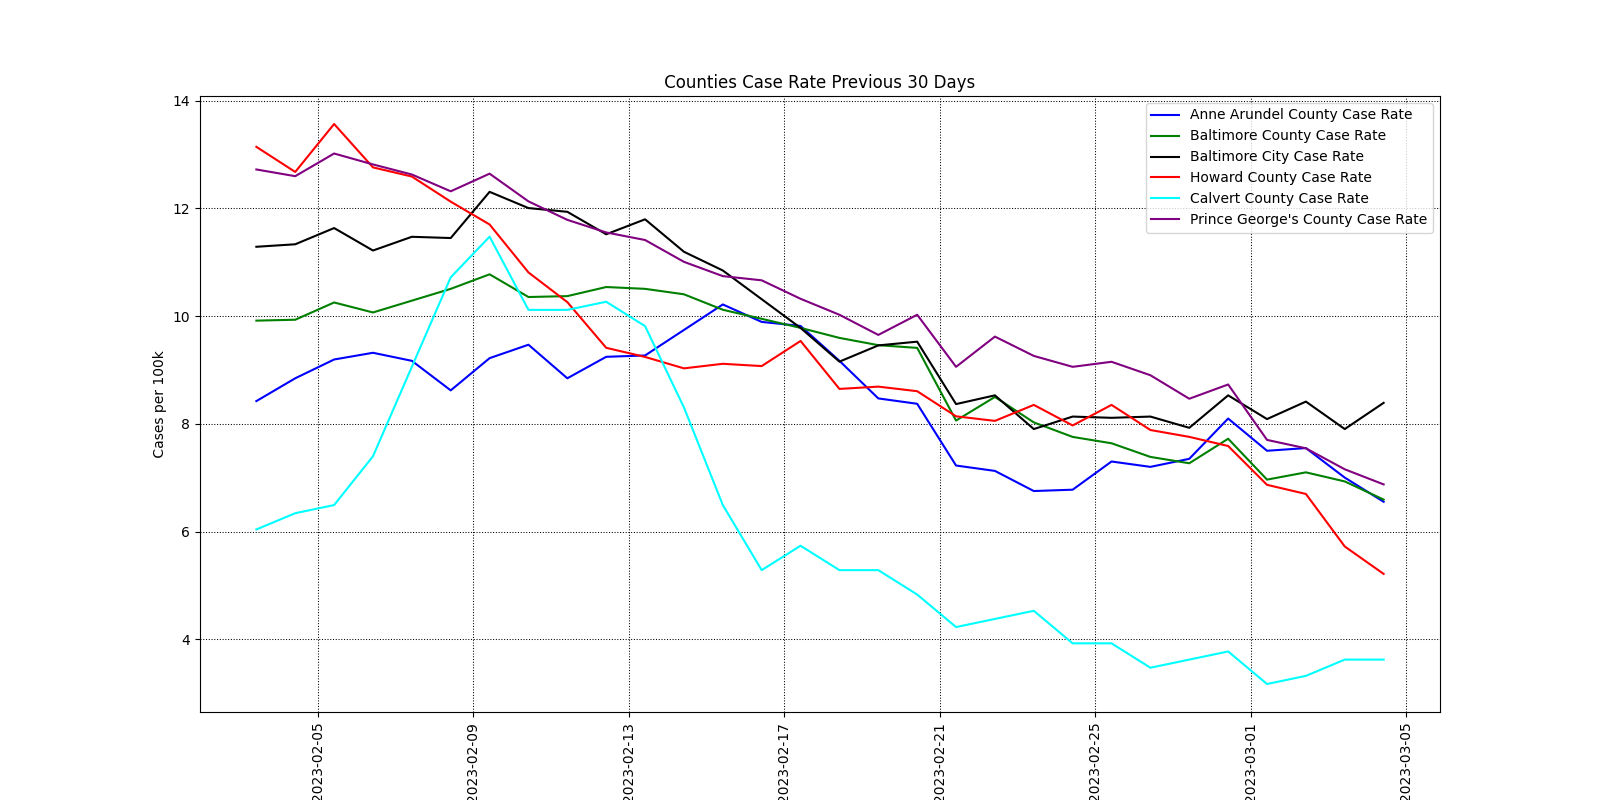 Counties Case Rate Previous 30 Days
Cases per 100k
14
12
10
8
6
4
Anne Arundel County Case Rate
Baltimore County Case Rate
Baltimore City Case Rate
Howard County Case Rate
Calvert County Case Rate
Prince George's County Case Rate
2023-02-05
2023-02-09
2023-02-13
2023-02-17
2023-02-21
2023-02-25
2023-03-01
2023-03-05